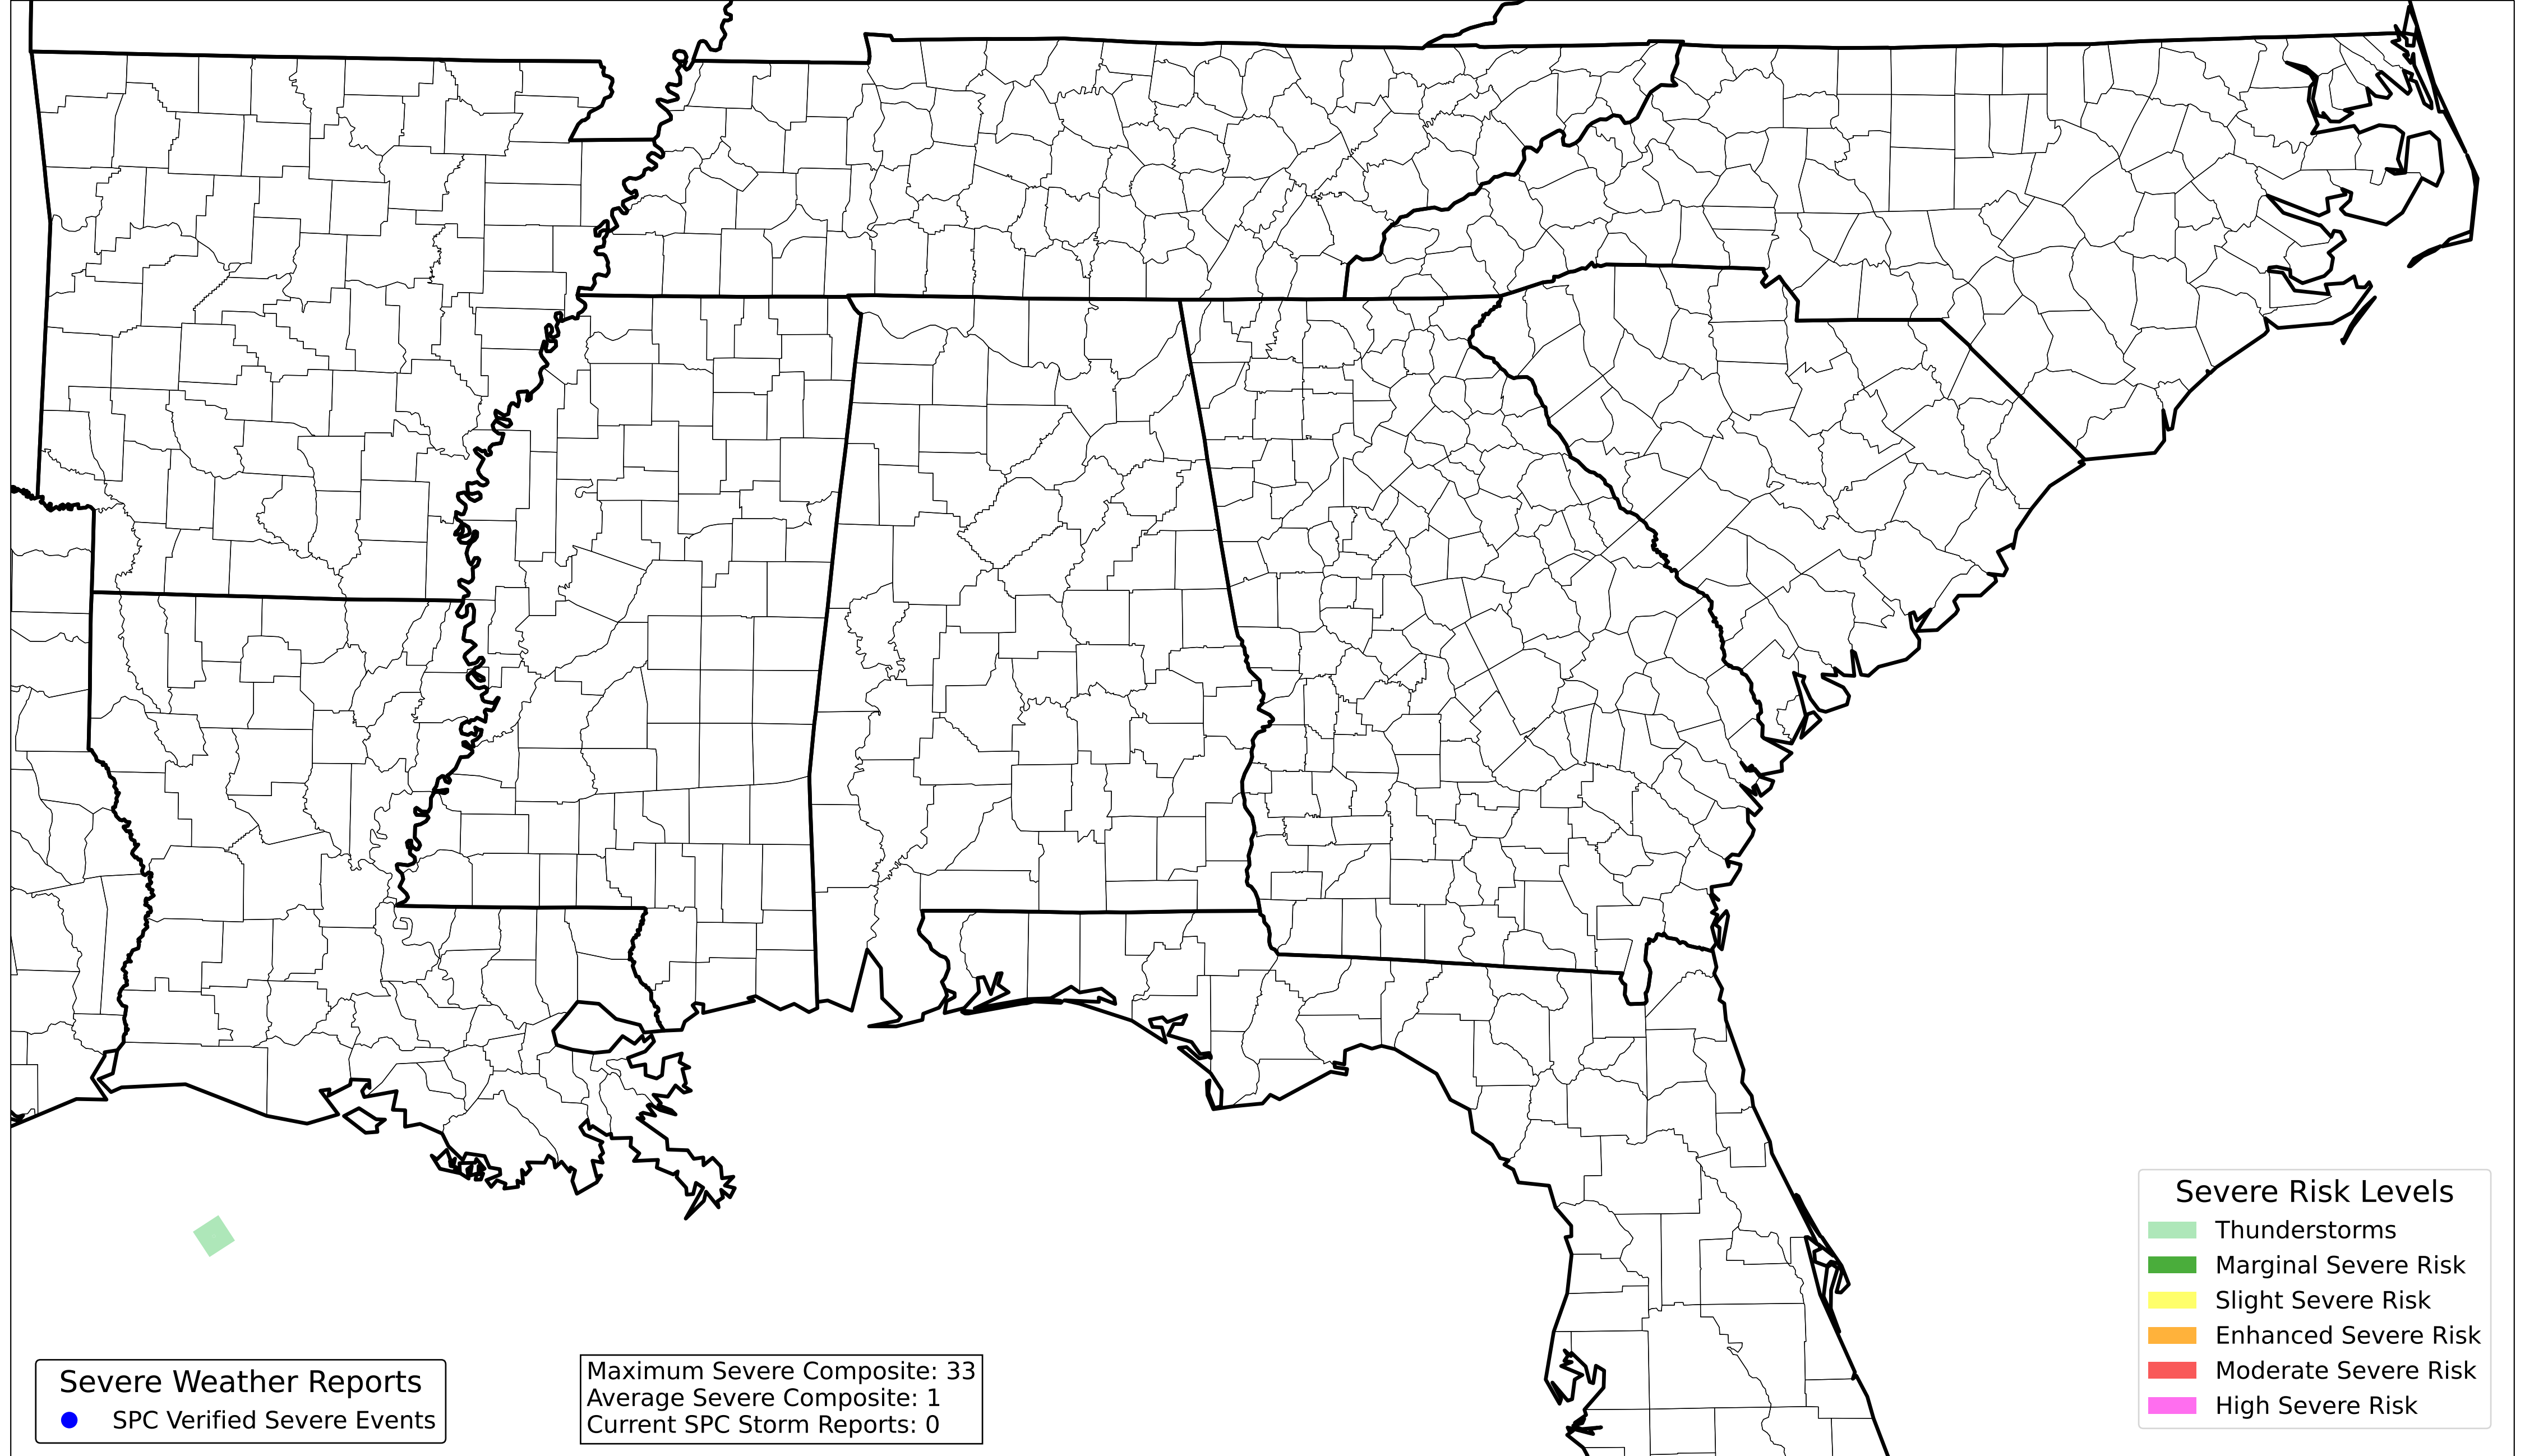 Severe Risk Levels
Thunderstorms
Marginal Severe Risk
Slight Severe Risk
Enhanced Severe Risk
Moderate Severe Risk
High Severe Risk
Severe Weather Reports
SPC Verified Severe Events
Maximum Severe Composite: 33
Average Severe Composite: 1
Current SPC Storm Reports: 0